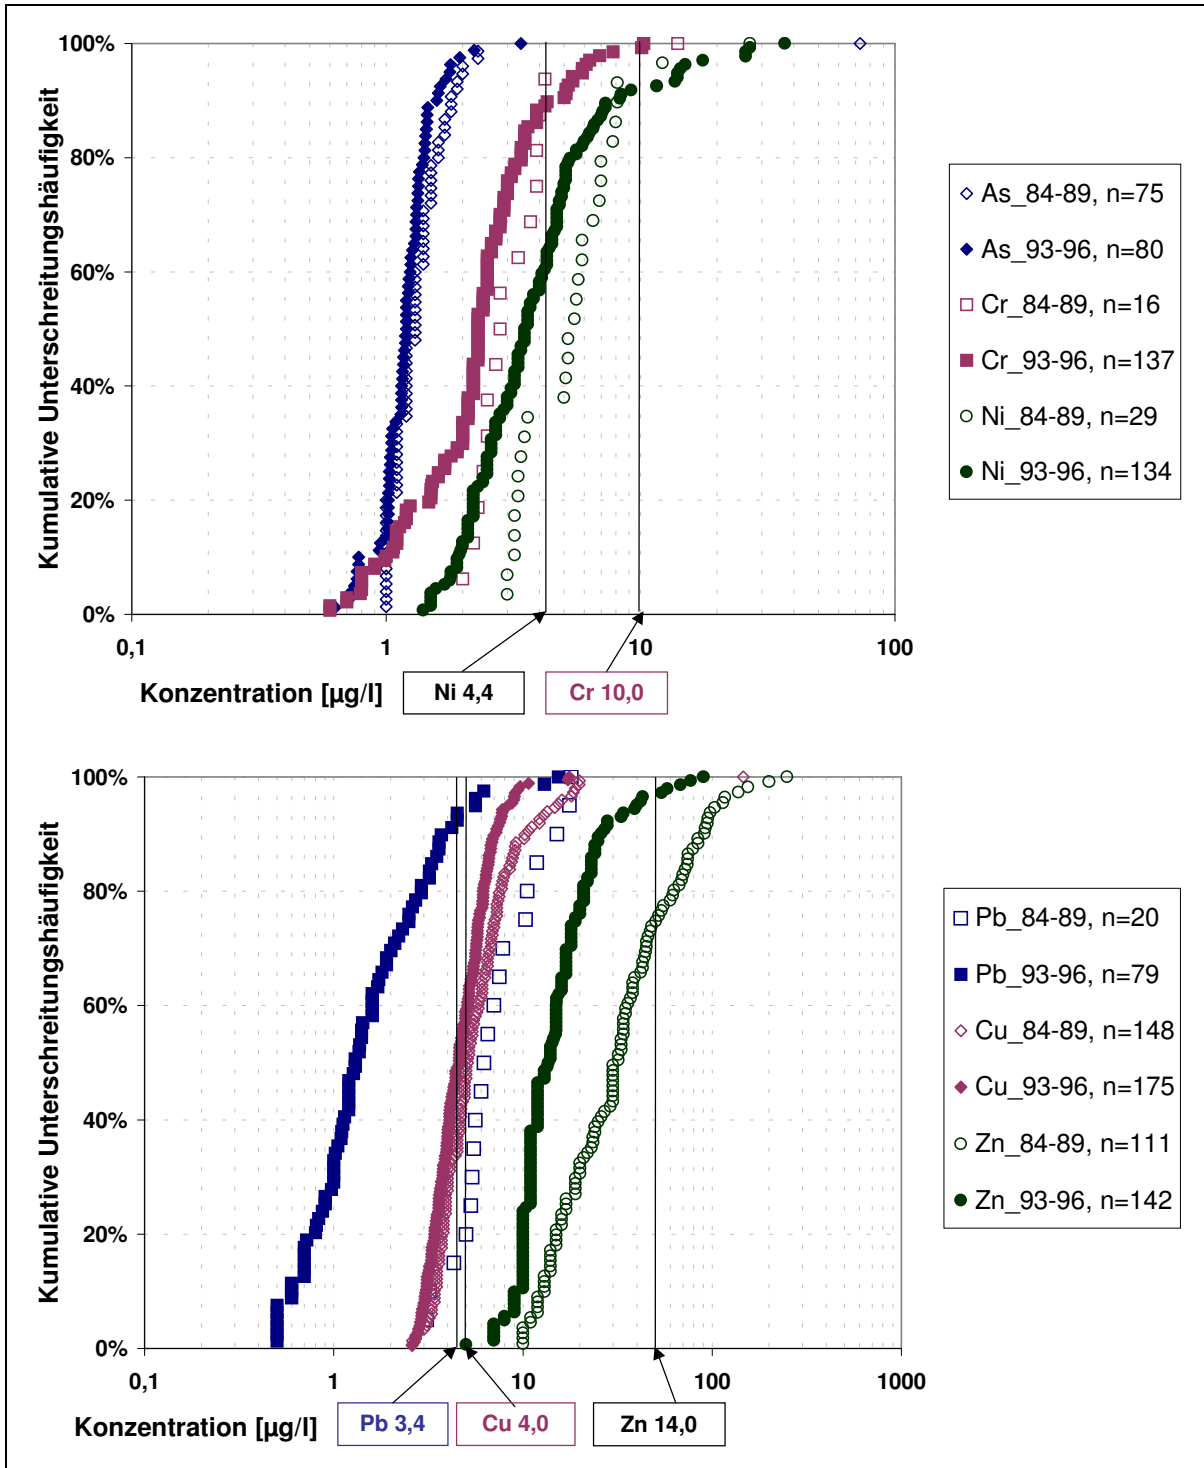 Kumulative Unterschreitungshäufigkeit
100%
80%
60%
40%
20%
0%
0,1
1
10
100
Konzentration [µg/l]
Ni 4,4
Cr 10,0
As_84-89, n=75
As_93-96, n=80
Cr_84-89, n=16
Cr_93-96, n=137
Ni_84-89, n=29
Ni_93-96, n=134
Kumulative Unterschreitungshäufigkeit
100%
80%
60%
40%
20%
0%
0,1
1
10
100
1000
Konzentration [µg/l]
Pb 3,4
Cu 4,0
Zn 14,0
Pb_84-89, n=20
Pb_93-96, n=79
Cu_84-89, n=148
Cu_93-96, n=175
Zn_84-89, n=111
Zn_93-96, n=142